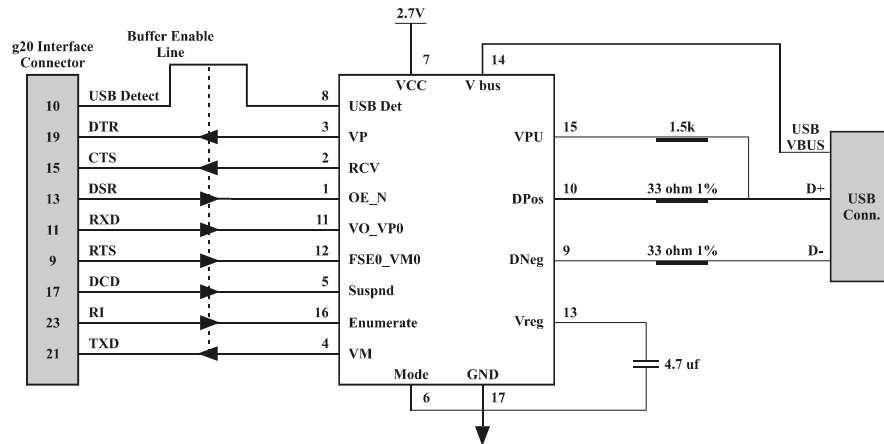 2.7V
g20 Interface
Connector
Buffer Enable
Line
7
14
VCC
V bus
10
USB Detect
8
USB Det
19
DTR
3
VP
VPU
15
1.5k
USB
VBUS
15
CTS
2
RCV
13
DSR
1
OE_N
DPos
10
33 ohm 1%
D+
USB
Conn.
11
RXD
11
VO_VP0
9
RTS
12
FSE0_VM0
DNeg
9
33 ohm 1%
D-
17
DCD
5
Suspnd
23
RI
16
Enumerate
Vreg
13
21
TXD
4
VM
4.7 uf
Mode
GND
6
17